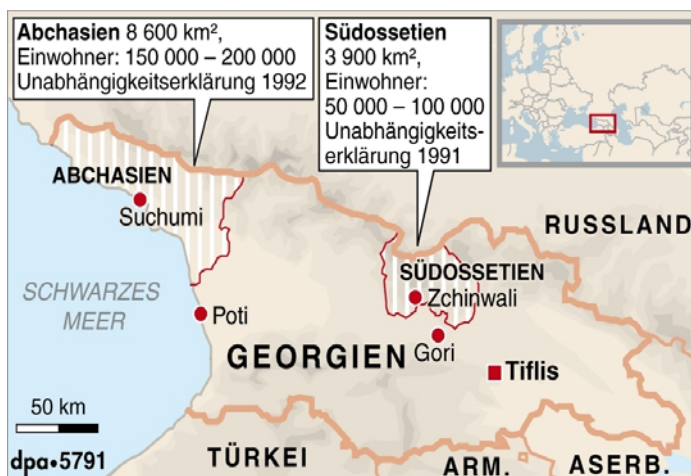 Abchasien 8 600 km²,
Einwohner: 150 000 – 200 000
Unabhängigkeitserklärung 1992
Südossetien
3 900 km²,
Einwohner:
50 000 – 100 000
Unabhängigkeits-
erklärung 1991
ABCHASIEN
Suchumi
RUSSLAND
SÜDOSSETIEN
Zchinwali
SCHWARZES
MEER
Poti
GEORGIEN
Gori
Tiflis
50 km
dpa•5791
TÜRKEI
ARM.
ASERB.